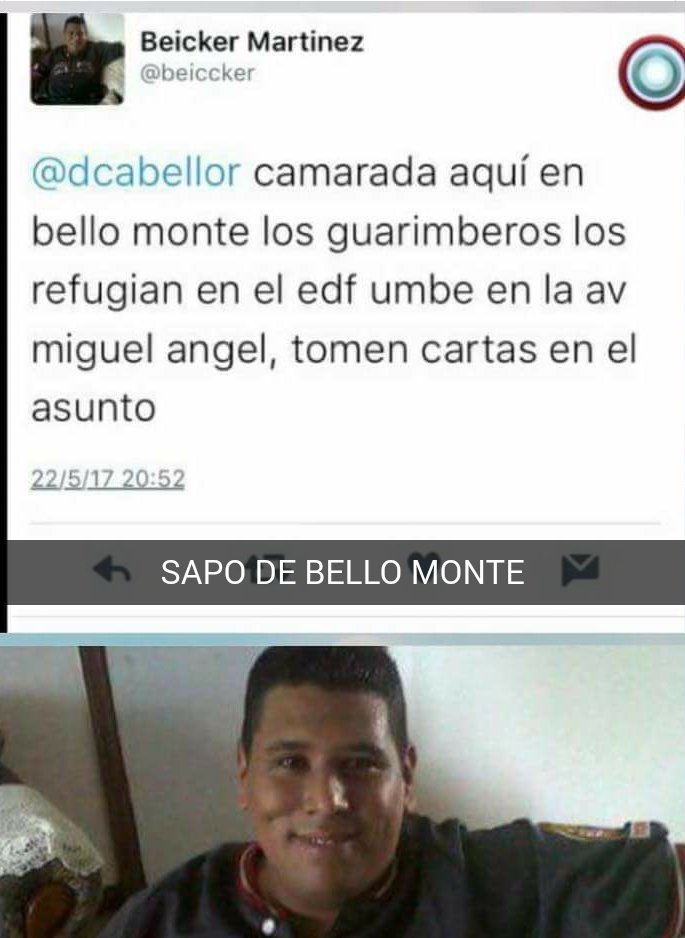 Beicker Martinez
@beiccker
@dcabellor camarada aquí en
bello monte los guarimberos los
refugian en el edf umbe en la av
miguel angel, tomen cartas en el
asunto
22/5/17 20:52
SAPO DE BELLO MONTE